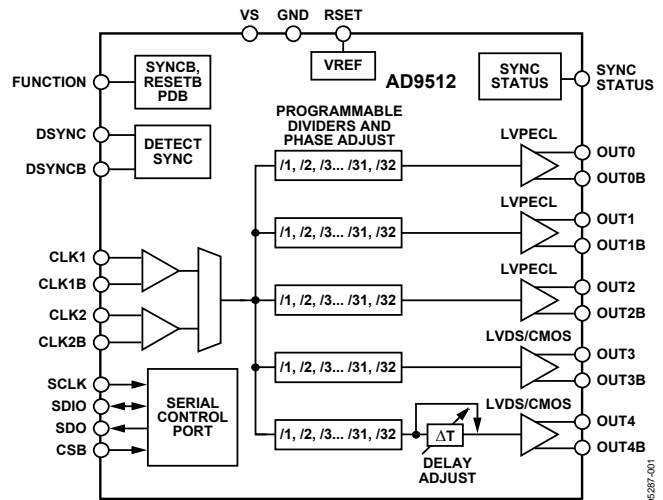 VS GND RSET
VREF
AD9512
SYNCB,
RESETB
PDB
FUNCTION
SYNC
STATUS
SYNC
STATUS
DSYNC
DSYNCB
DETECT
SYNC
PROGRAMMABLE
DIVIDERS AND
PHASE ADJUST
/1, /2, /3... /31, /32
LVPECL
OUT0
OUT0B
/1, /2, /3... /31, /32
LVPECL
OUT1
OUT1B
CLK1
CLK1B
CLK2
CLK2B
/1, /2, /3... /31, /32
LVPECL
OUT2
OUT2B
/1, /2, /3... /31, /32
LVDS/CMOS
OUT3
OUT3B
SCLK
SDIO
SDO
CSB
SERIAL
CONTROL
PORT
/1, /2, /3... /31, /32
ΔT
DELAY
ADJUST
LVDS/CMOS
OUT4
OUT4B
05287-001